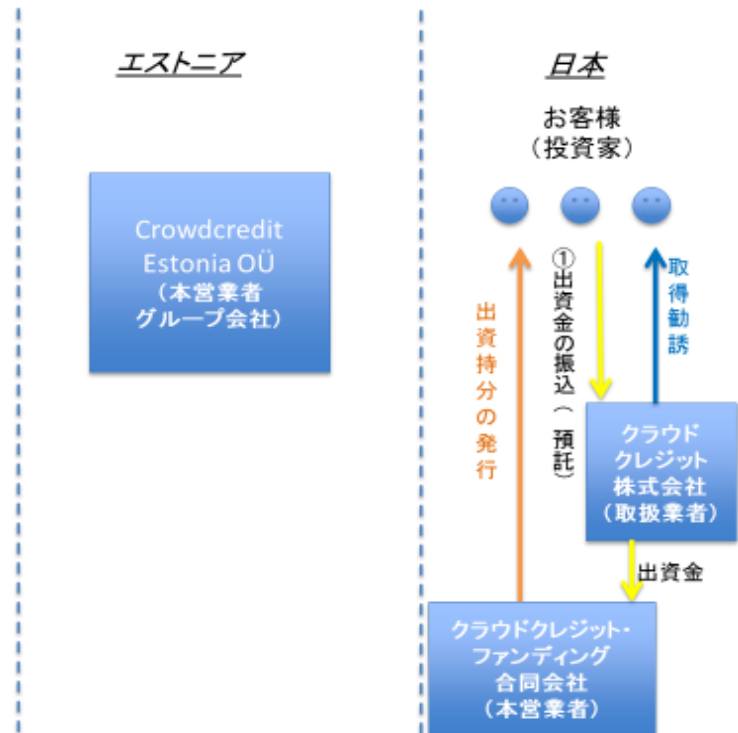 エストニア
日本
お客様
（投資家）
Crowdcredit
Estonia OÜ
（本営業者
グループ会社）
出資持分の発行
①出資金の振込（預託）
取得勧誘
クラウド
クレジット
株式会社
（取扱業者）
出資金
クラウドクレジット・
ファンディング
合同会社
（本営業者）